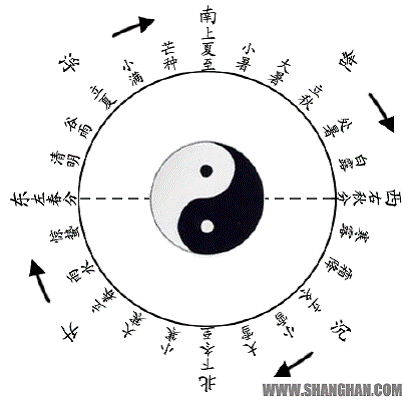 南
上
夏至
小暑
大暑
立秋
处暑
白露
西右秋分
寒露
霜降
立冬
小雪
大雪
北下冬至
小寒
大寒
立春
雨水
惊蛰
东左春分
清明
谷雨
立夏
小满
芒种
浮
降
沉
升
WWW.SHANGHAN.COM